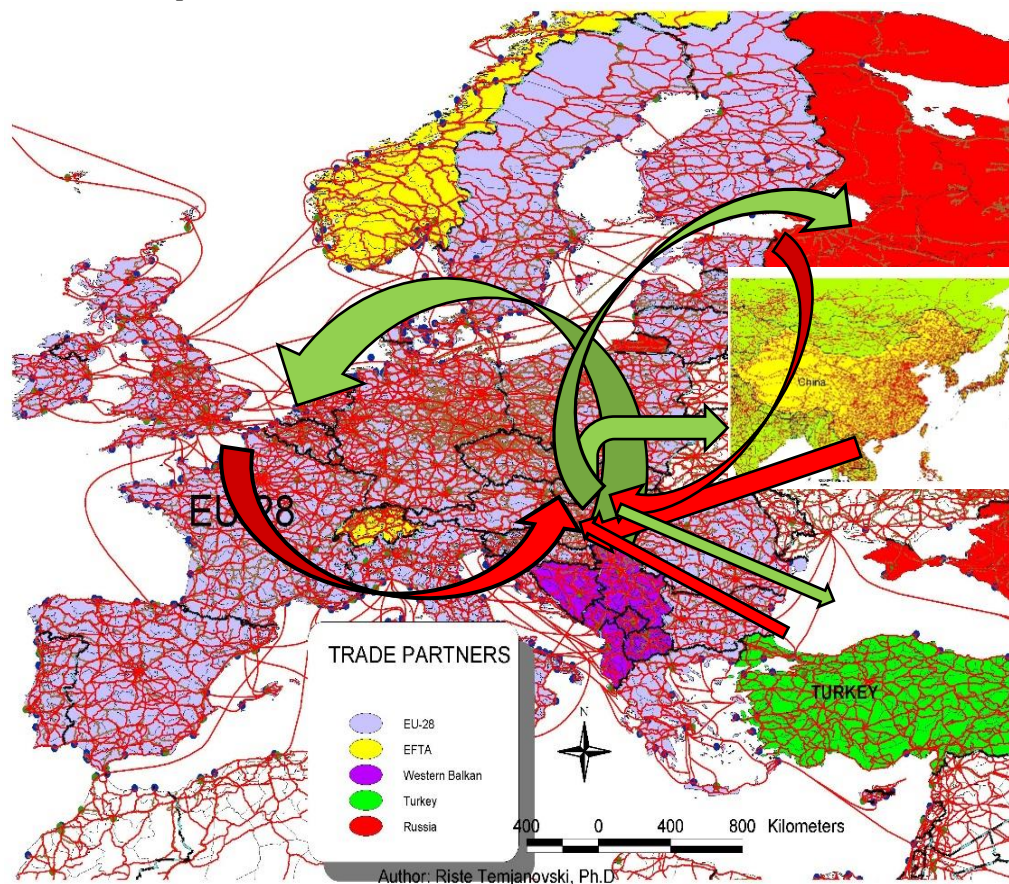 China
EU-28
TRADE PARTNERS
TURKEY
EU-28
EFTA
Western Balkan
Turkey
Russia
N
400 0 400 800 Kilometers
Author: Riste Temjanovski, Ph.D